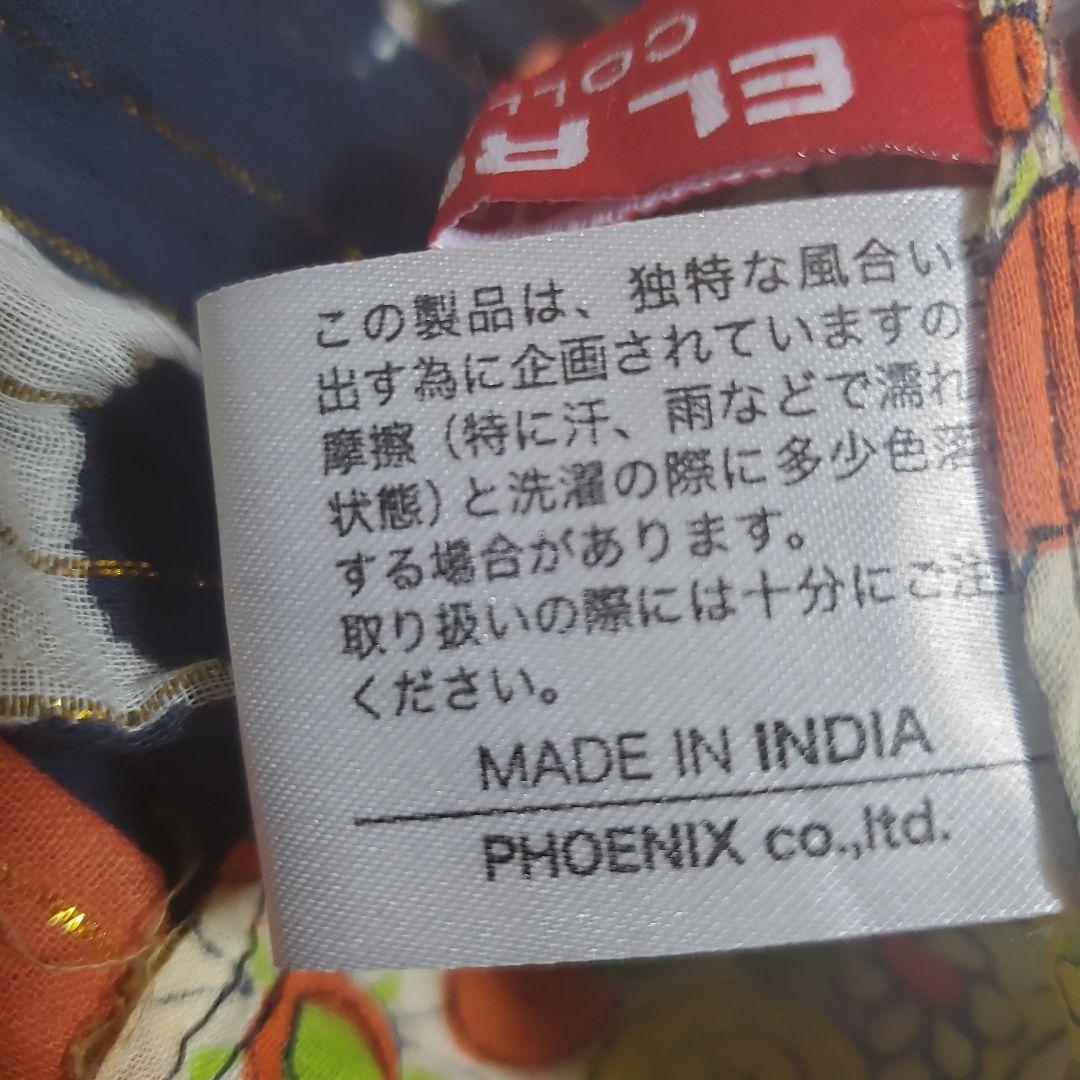 EL
COLL
この製品は、独特な風合い
出す為に企画されていますの
摩擦（特に汗、雨などで濡れ
状態）と洗濯の際に多少色落
する場合があります。
取り扱いの際には十分にご注
ください。
MADE IN INDIA
PHOENIX co.,ltd.